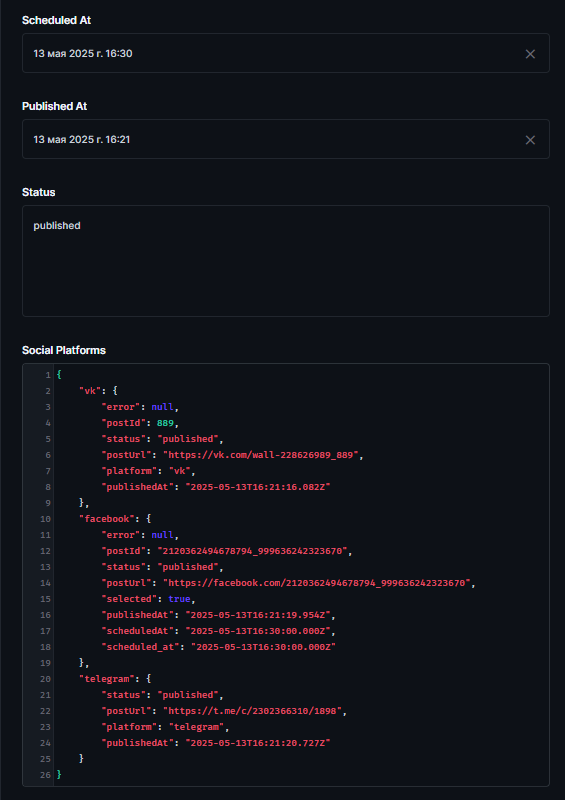 Scheduled At
13 мая 2025 г. 16:30
Published At
13 мая 2025 г. 16:21
Status
published
Social Platforms
1 {
2 "vk": {
3 "error": null,
4 "postId": 889,
5 "status": "published",
6 "postUrl": "https://vk.com/wall-228626989_889",
7 "platform": "vk",
8 "publishedAt": "2025-05-13T16:21:16.082Z"
9 },
10 "facebook": {
11 "error": null,
12 "postId": "2120362494678794_999636242323670",
13 "status": "published",
14 "postUrl": "https://facebook.com/2120362494678794_999636242323670",
15 "selected": true,
16 "publishedAt": "2025-05-13T16:21:19.954Z",
17 "scheduledAt": "2025-05-13T16:30:00.000Z",
18 "scheduled_at": "2025-05-13T16:30:00.000Z"
19 },
20 "telegram": {
21 "status": "published",
22 "postUrl": "https://t.me/c/2302366310/1898",
23 "platform": "telegram",
24 "publishedAt": "2025-05-13T16:21:20.727Z"
25 }
26 }